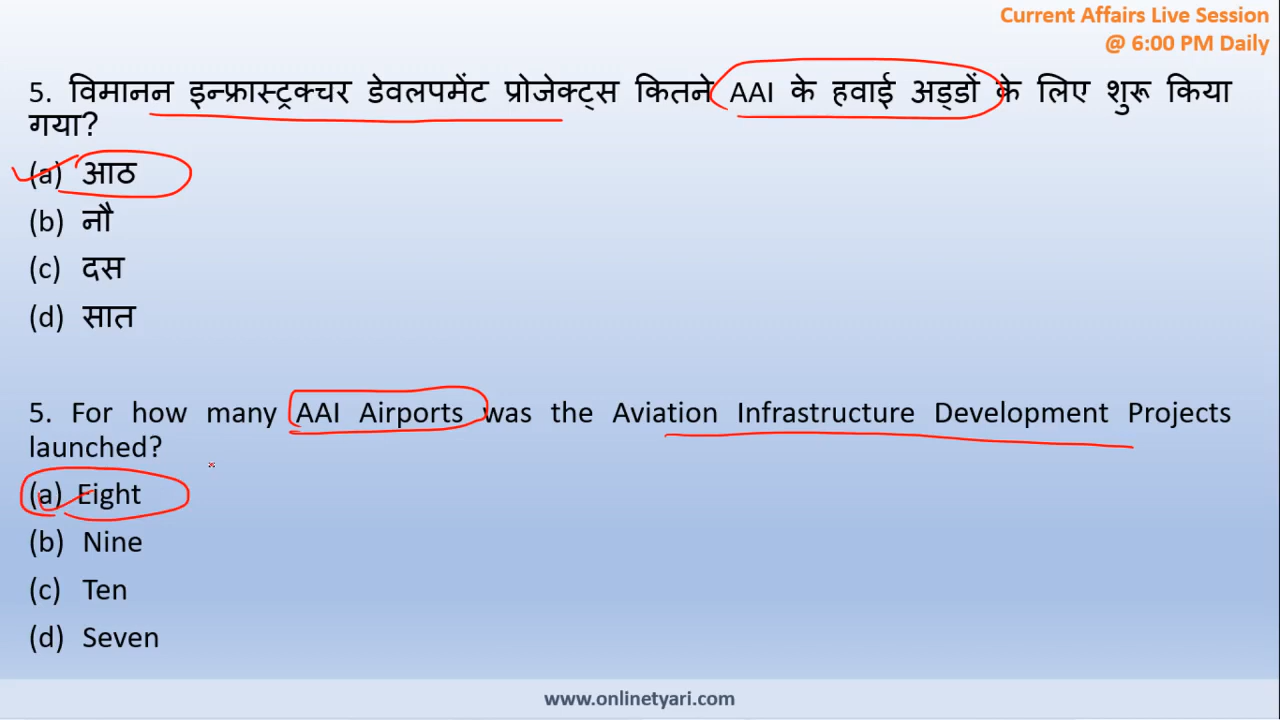 Current Affairs Live Session
@ 6:00 PM Daily
5. विमानन इन्फ्रास्ट्रक्चर डेवलपमेंट प्रोजेक्ट्स कितने AAI के हवाई अड्डों के लिए शुरू किया
गया?
(a) आठ
(b) नौ
(c) दस
(d) सात
5. For how many AAI Airports was the Aviation Infrastructure Development Projects
launched?
(a) Eight
(b) Nine
(c) Ten
(d) Seven
www.onlinetyari.com